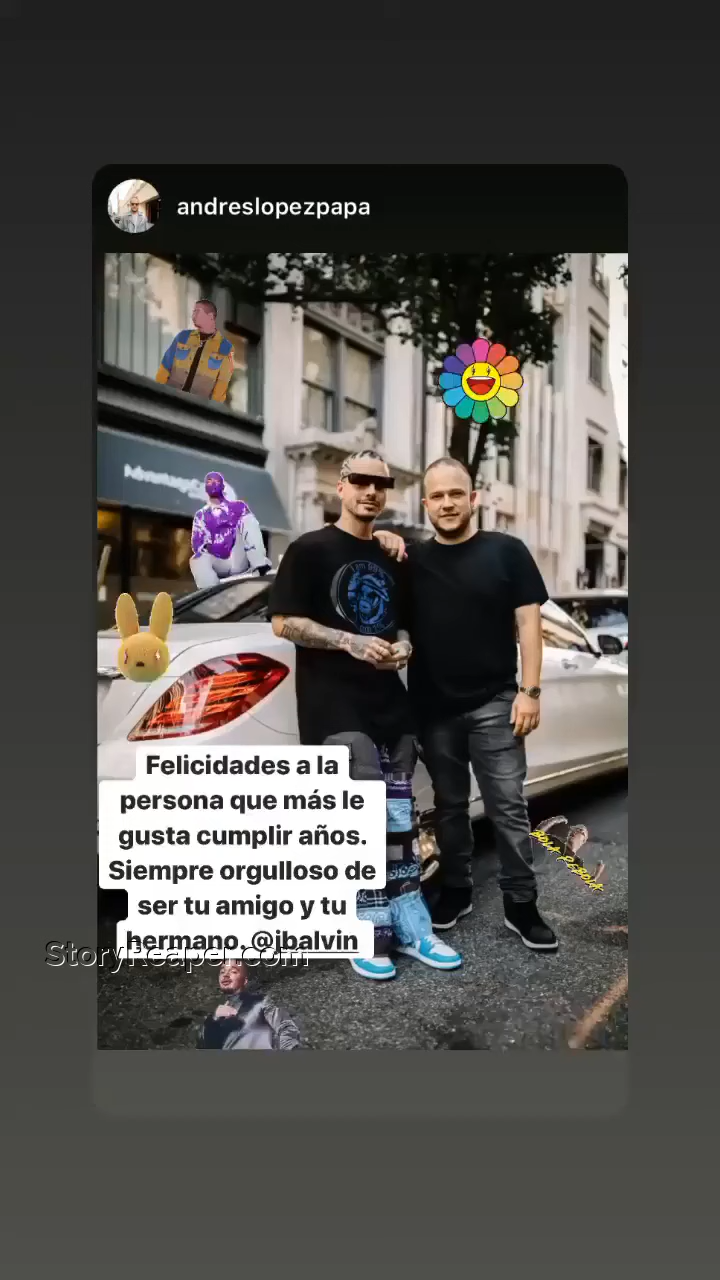 andreslopezpapa
Felicidades a la
persona que más le
gusta cumplir años.
Siempre orgulloso de
ser tu amigo y tu
hermano. @jbalvin
StoryReaper.com